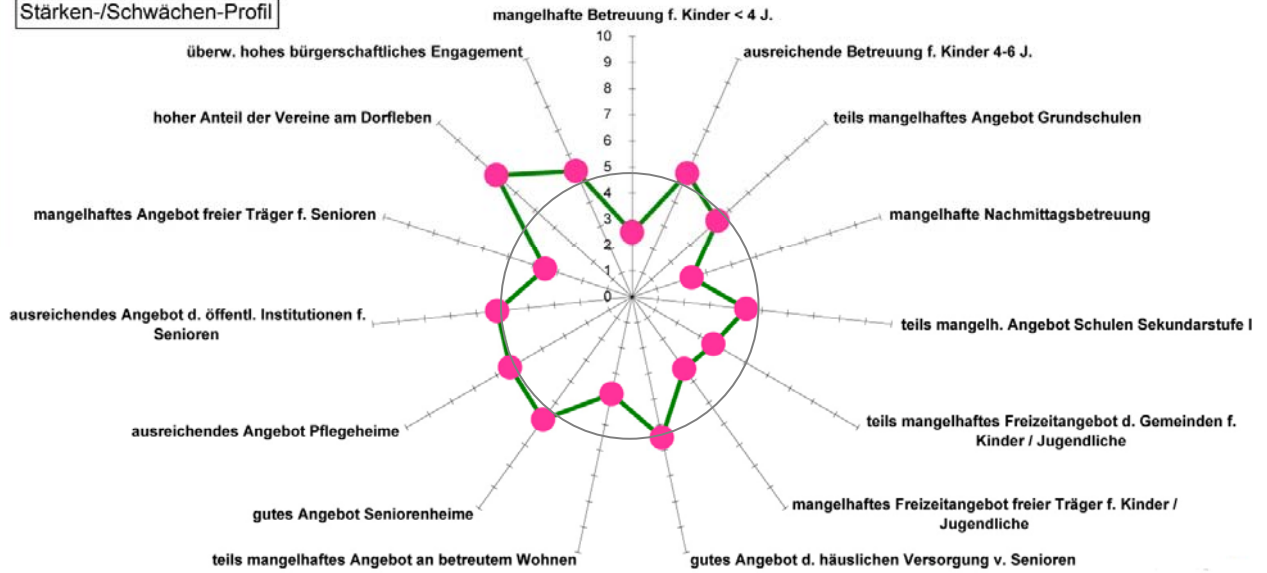 Stärken-/Schwächen-Profil
mangelhafte Betreuung f. Kinder < 4 J.
ausreichende Betreuung f. Kinder 4-6 J.
teils mangelhaftes Angebot Grundschulen
mangelhafte Nachmittagsbetreuung
teils mangelh. Angebot Schulen Sekundarstufe I
teils mangelhaftes Freizeitangebot d. Gemeinden f.
Kinder / Jugendliche
mangelhaftes Freizeitangebot freier Träger f. Kinder /
Jugendliche
gutes Angebot d. häuslichen Versorgung v. Senioren
teils mangelhaftes Angebot an betreutem Wohnen
gutes Angebot Seniorenheime
ausreichendes Angebot Pflegeheime
ausreichendes Angebot d. öffentl. Institutionen f.
Senioren
mangelhaftes Angebot freier Träger f. Senioren
hoher Anteil der Vereine am Dorfleben
überw. hohes bürgerschaftliches Engagement
10
9
8
7
6
5
4
3
2
1
0